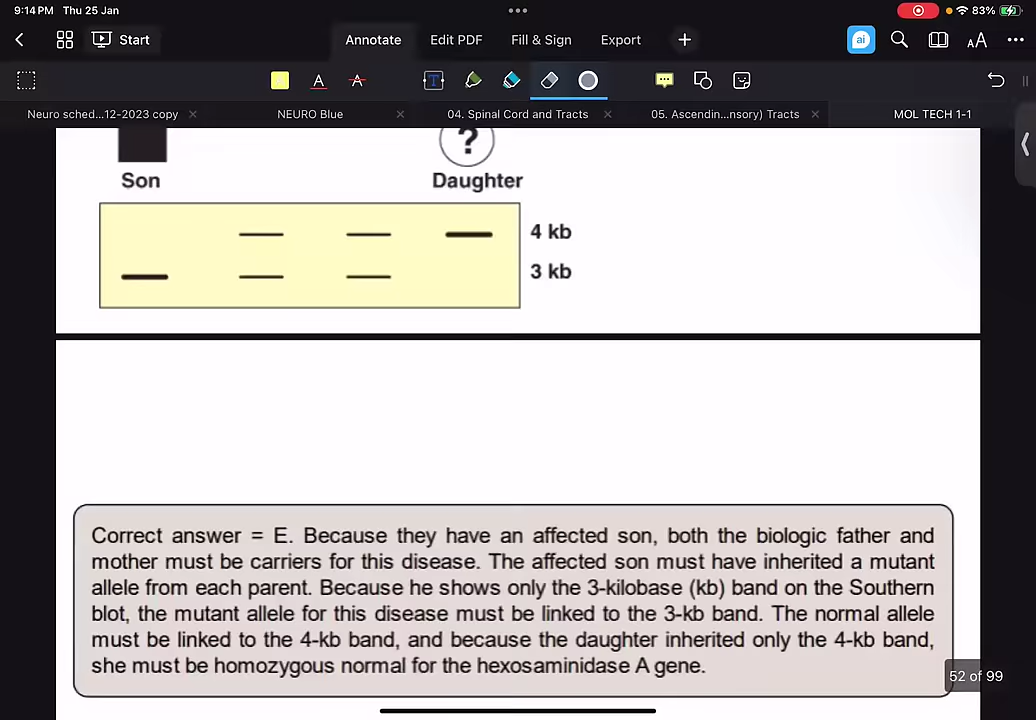 9:14 PM Thu 25 Jan
83%
Start
Annotate
Edit PDF
Fill & Sign
Export
ai
AA
T
A
A
Neuro sched...12-2023 copy
NEURO Blue
04. Spinal Cord and Tracts
05. Ascendin...nsory) Tracts
MOL TECH 1-1
?
Son
Daughter
4 kb
3 kb
Correct answer = E. Because they have an affected son, both the biologic father and
mother must be carriers for this disease. The affected son must have inherited a mutant
allele from each parent. Because he shows only the 3-kilobase (kb) band on the Southern
blot, the mutant allele for this disease must be linked to the 3-kb band. The normal allele
must be linked to the 4-kb band, and because the daughter inherited only the 4-kb band,
she must be homozygous normal for the hexosaminidase A gene.
52 of 99